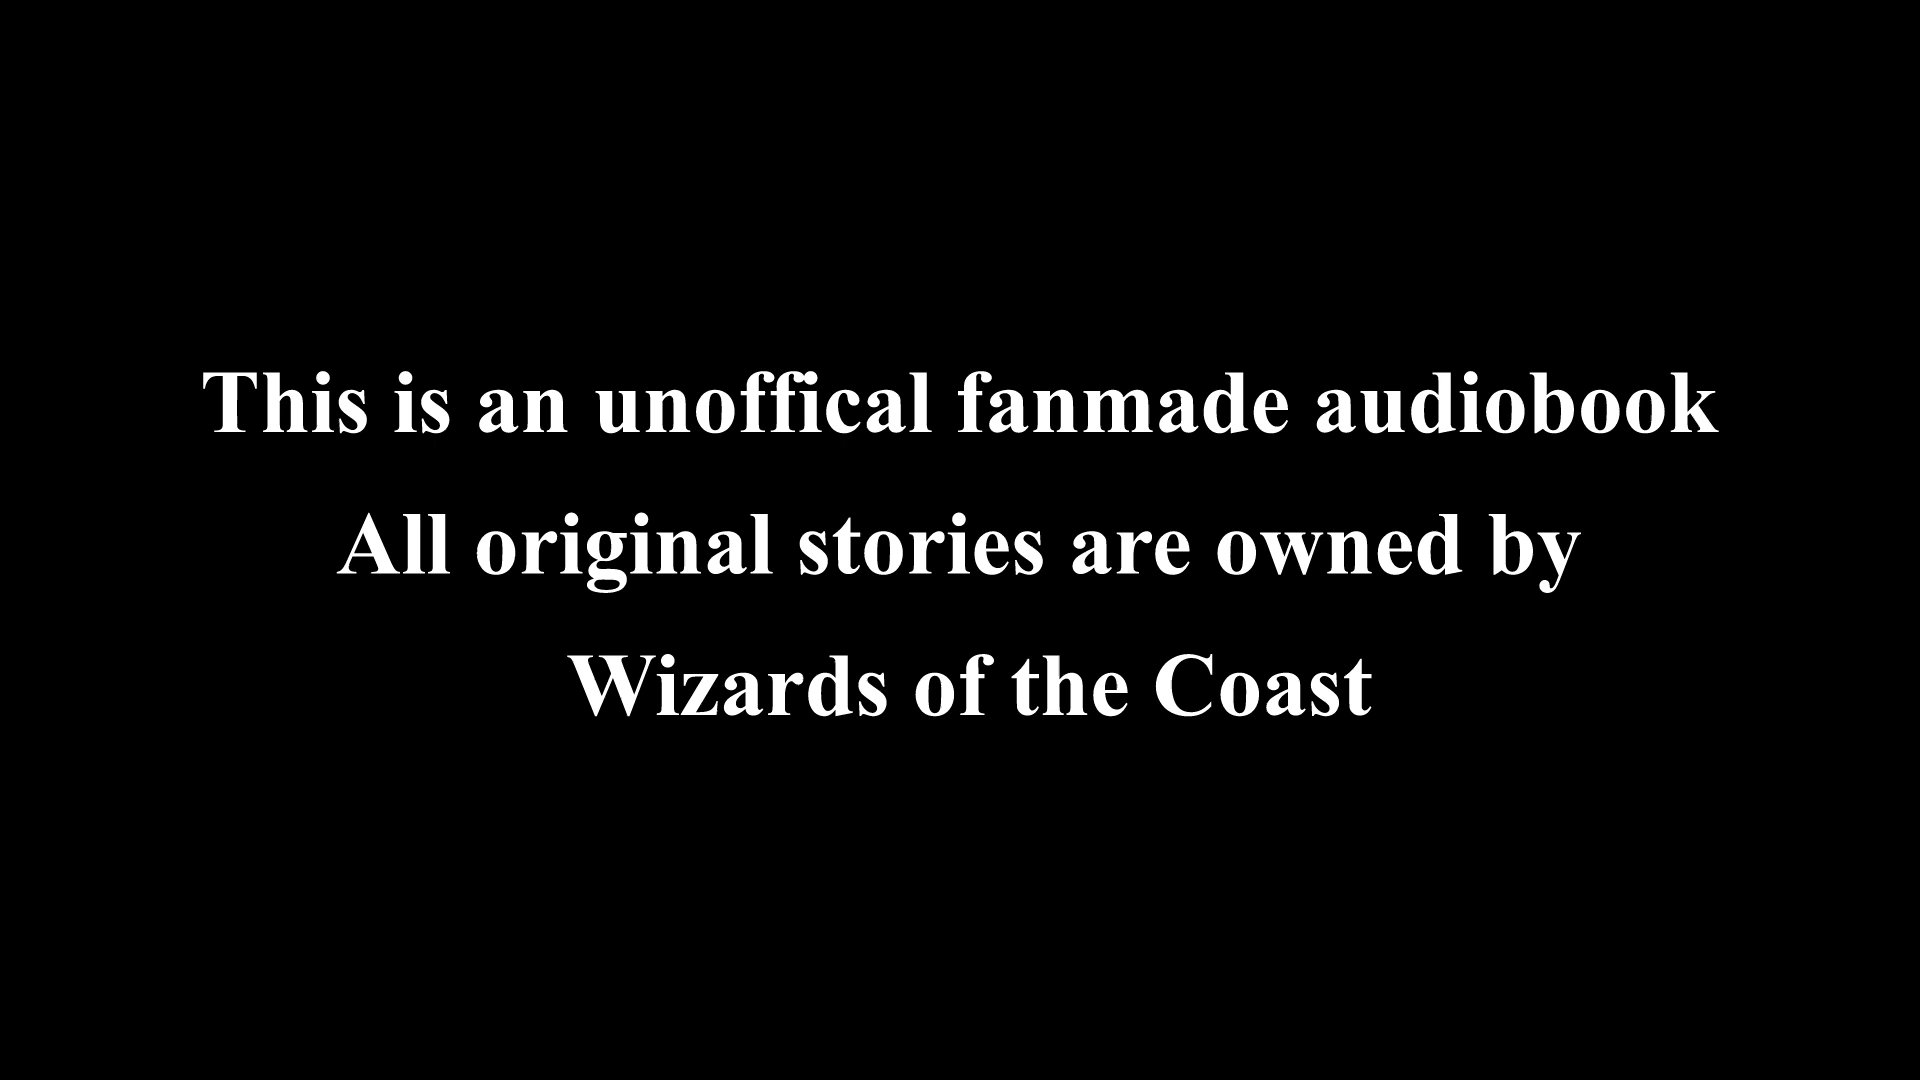 This is an unoffical fanmade audiobook
All original stories are owned by
Wizards of the Coast